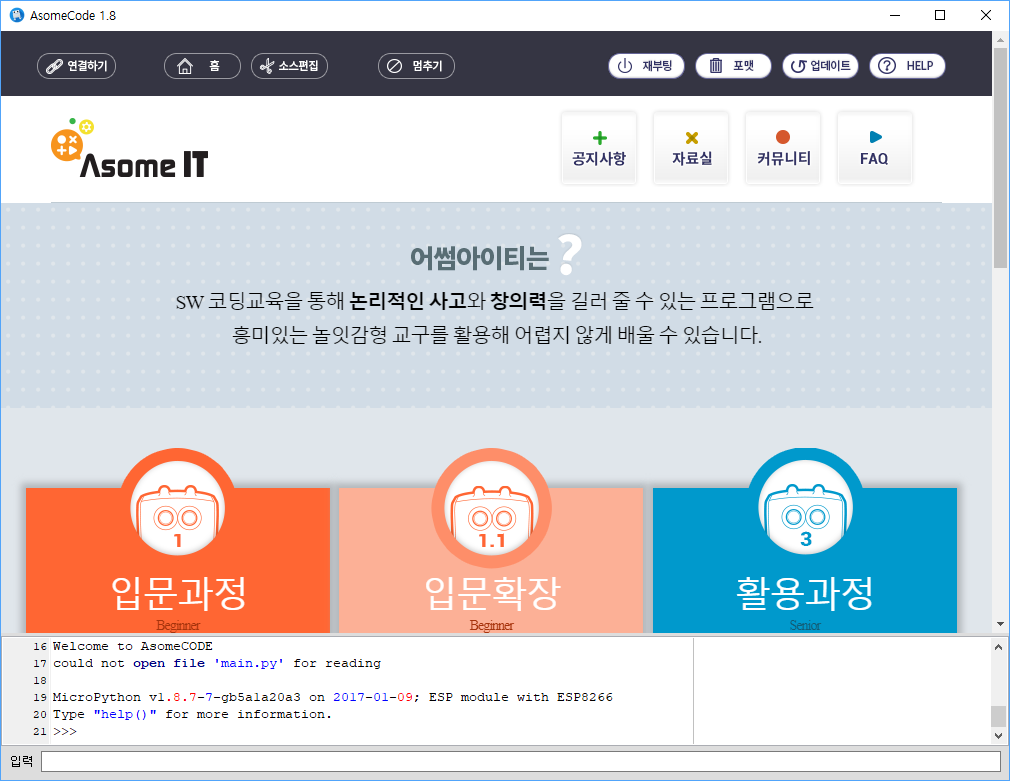 AsomeCode 1.8
연결하기 홈 소스편집 멈추기 재부팅 포맷 업데이트 HELP
Asome IT
공지사항 자료실 커뮤니티 FAQ
어썸아이티는 ?
SW 코딩교육을 통해 논리적인 사고와 창의력을 길러 줄 수 있는 프로그램으로
흥미있는 놀잇감형 교구를 활용해 어렵지 않게 배울 수 있습니다.
1 1.1 3
입문과정 입문확장 활용과정
Beginner Beginner Senior
16 Welcome to AsomeCODE
17 could not open file 'main.py' for reading
18
19 MicroPython v1.8.7-7-gb5a1a20a3 on 2017-01-09; ESP module with ESP8266
20 Type "help()" for more information.
21 >>>
입력